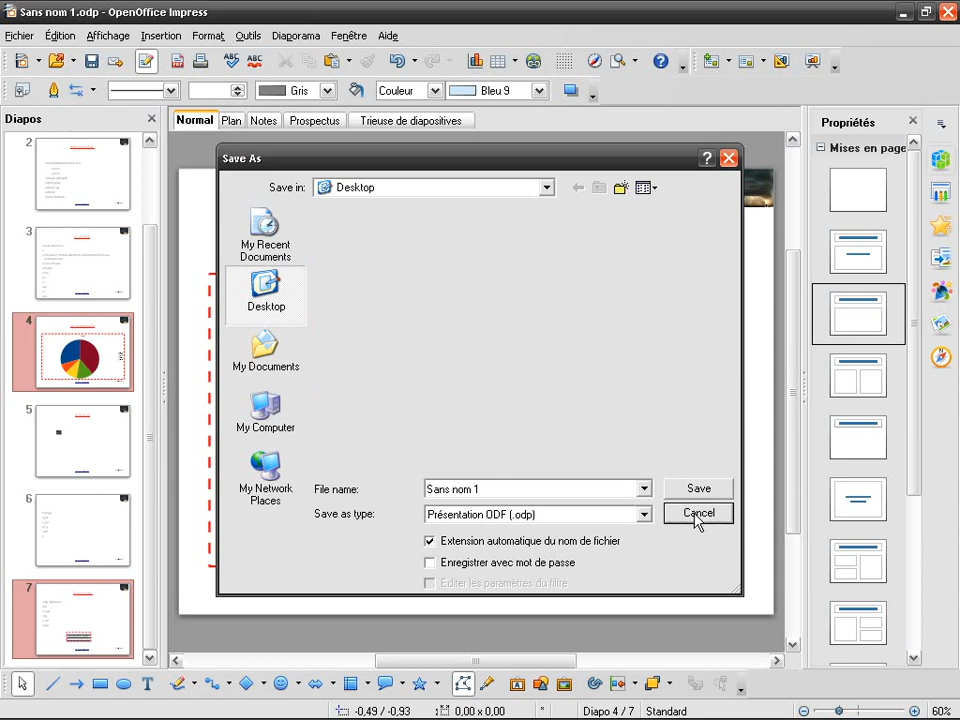 Sans nom 1.odp - OpenOffice Impress
Fichier Édition Affichage Insertion Format Outils Diaporama Fenêtre Aide
Gris Couleur Bleu 9
Diapos
Normal Plan Notes Prospectus Trieuse de diapositives
Propriétés
Mises en page
Save As
Save in: Desktop
My Recent
Documents
Desktop
My Documents
My Computer
My Network
Places
File name: Sans nom 1 Save
Save as type: Présentation ODF (.odp) Cancel
Extension automatique du nom de fichier
Enregistrer avec mot de passe
Éditer les paramètres du filtre
2
3
4
5
6
7
-0,49 / -0,93 0,00 x 0,00 * Diapo 4 / 7 Standard 60%